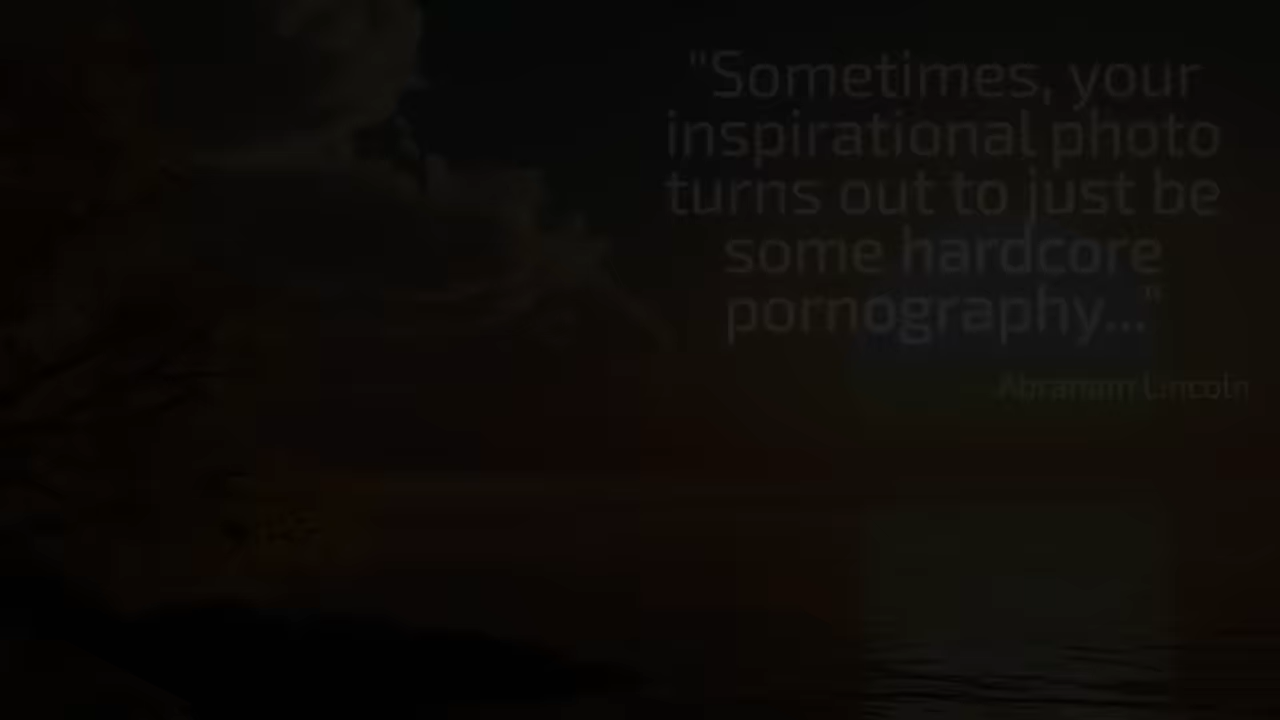 "Sometimes, your
inspirational photo
turns out to just be
some hardcore
pornography..."
-Abraham Lincoln